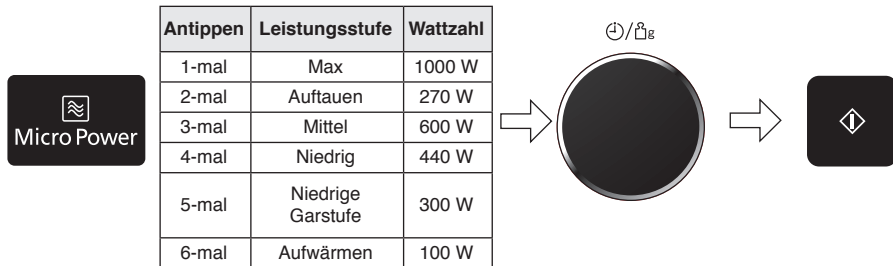 Micro Power
Antippen Leistungsstufe Wattzahl
1-mal Max 1000 W
2-mal Auftauen 270 W
3-mal Mittel 600 W
4-mal Niedrig 440 W
5-mal Niedrige Garstufe 300 W
6-mal Aufwärmen 100 W
/ g